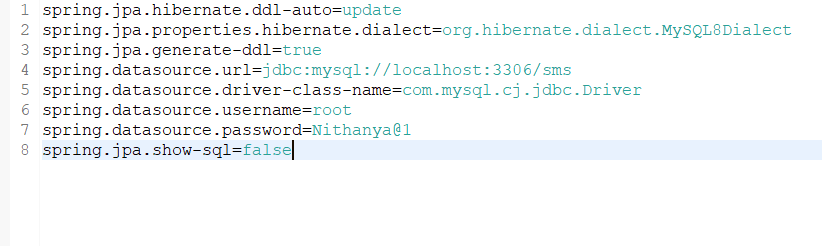 1 spring.jpa.hibernate.ddl-auto=update
2 spring.jpa.properties.hibernate.dialect=org.hibernate.dialect.MySQL8Dialect
3 spring.jpa.generate-ddl=true
4 spring.datasource.url=jdbc:mysql://localhost:3306/sms
5 spring.datasource.driver-class-name=com.mysql.cj.jdbc.Driver
6 spring.datasource.username=root
7 spring.datasource.password=Nithanya@1
8 spring.jpa.show-sql=false